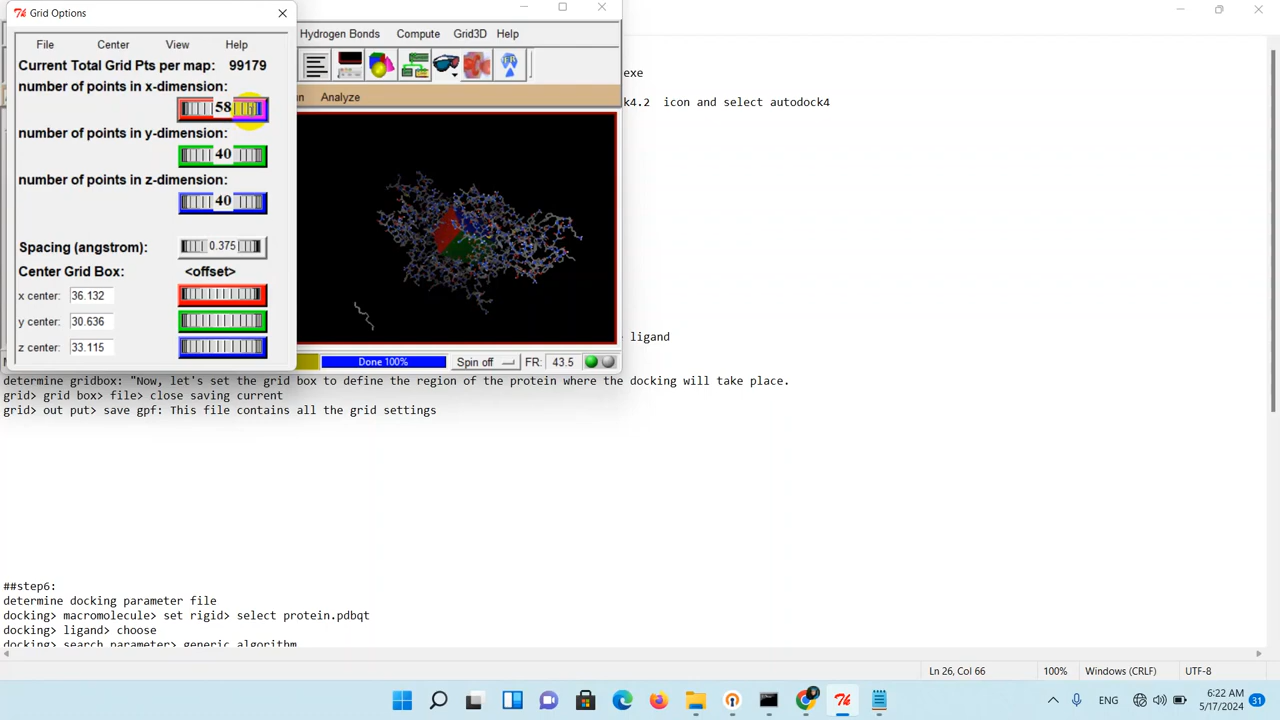 Grid Options
File Center View Help
Current Total Grid Pts per map: 99179
number of points in x-dimension:
58
number of points in y-dimension:
40
number of points in z-dimension:
40
Spacing (angstrom): 0.375
Center Grid Box: <offset>
x center: 36.132
y center: 30.636
z center: 33.115
Hydrogen Bonds Compute Grid3D Help
Analyze
Done 100% Spin off FR: 43.5
exe
k4.2 icon and select autodock4
ligand
determine gridbox: "Now, let's set the grid box to define the region of the protein where the docking will take place.
grid> grid box> file> close saving current
grid> out put> save gpf: This file contains all the grid settings
##step6:
determine docking parameter file
docking> macromolecule> set rigid> select protein.pdbqt
docking> ligand> choose
docking> search parameter> generic algorithm
Ln 26, Col 66 100% Windows (CRLF) UTF-8
ENG 6:22 AM
5/17/2024 31